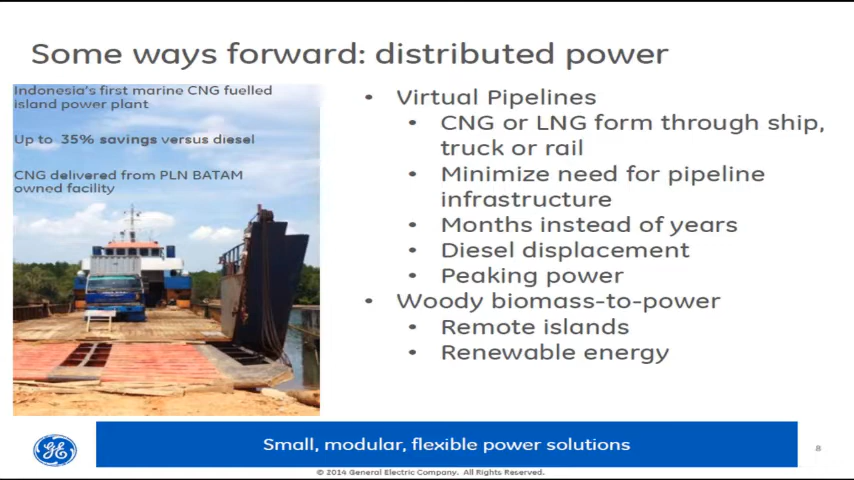 Some ways forward: distributed power
Indonesia's first marine CNG fuelled
island power plant
Up to 35% savings versus diesel
CNG delivered from PLN BATAM
owned facility
• Virtual Pipelines
• CNG or LNG form through ship,
truck or rail
• Minimize need for pipeline
infrastructure
• Months instead of years
• Diesel displacement
• Peaking power
• Woody biomass-to-power
• Remote islands
• Renewable energy
GE
Small, modular, flexible power solutions
8
© 2014 General Electric Company. All Rights Reserved.